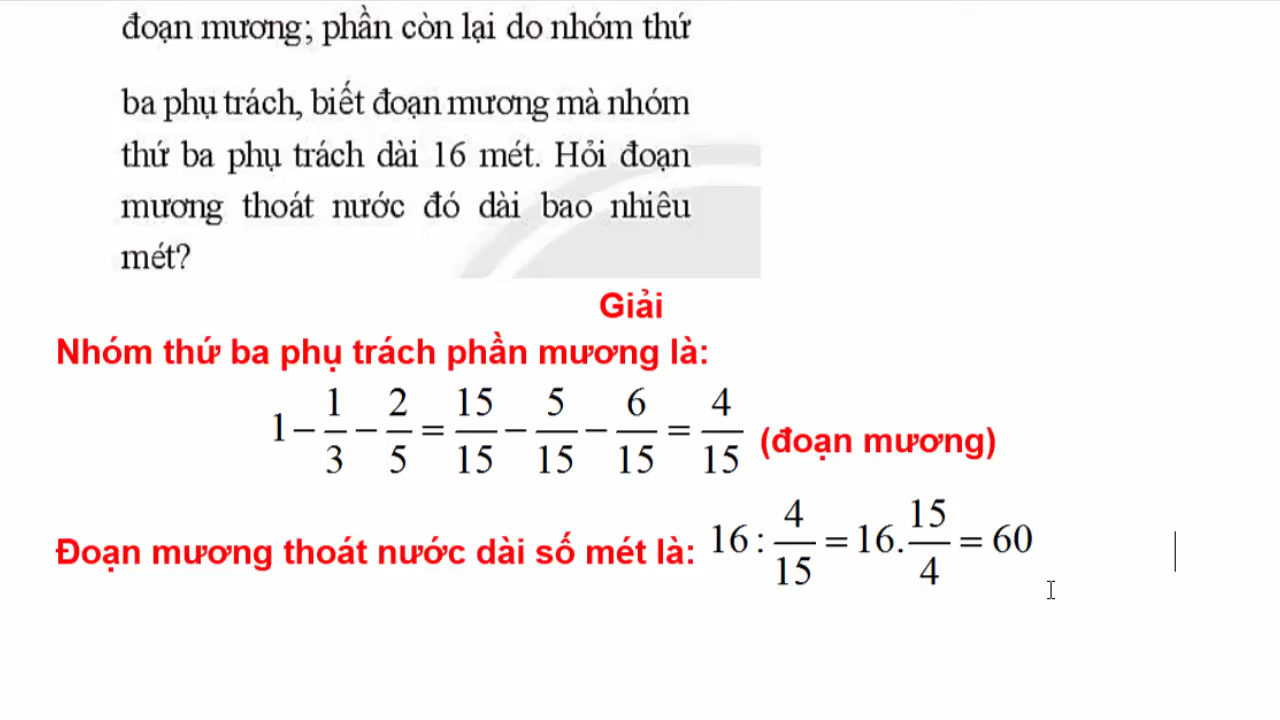 đoạn mương; phần còn lại do nhóm thứ
ba phụ trách, biết đoạn mương mà nhóm
thứ ba phụ trách dài 16 mét. Hỏi đoạn
mương thoát nước đó dài bao nhiêu
mét?
Giải
Nhóm thứ ba phụ trách phần mương là:
1 − 1/3 − 2/5 = 15/15 − 5/15 − 6/15 = 4/15 (đoạn mương)
Đoạn mương thoát nước dài số mét là: 16 : 4/15 = 16. 15/4 = 60